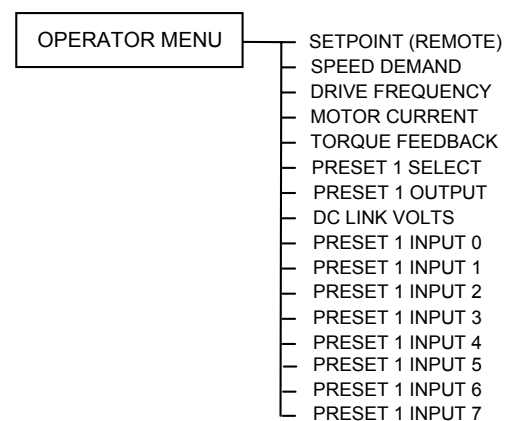 OPERATOR MENU
SETPOINT (REMOTE)
SPEED DEMAND
DRIVE FREQUENCY
MOTOR CURRENT
TORQUE FEEDBACK
PRESET 1 SELECT
PRESET 1 OUTPUT
DC LINK VOLTS
PRESET 1 INPUT 0
PRESET 1 INPUT 1
PRESET 1 INPUT 2
PRESET 1 INPUT 3
PRESET 1 INPUT 4
PRESET 1 INPUT 5
PRESET 1 INPUT 6
PRESET 1 INPUT 7